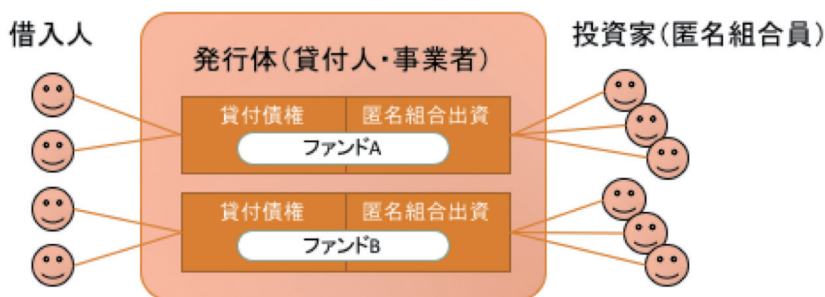 借入人
発行体(貸付人・事業者)
投資家(匿名組合員)
貸付債権
匿名組合出資
ファンドA
貸付債権
匿名組合出資
ファンドB